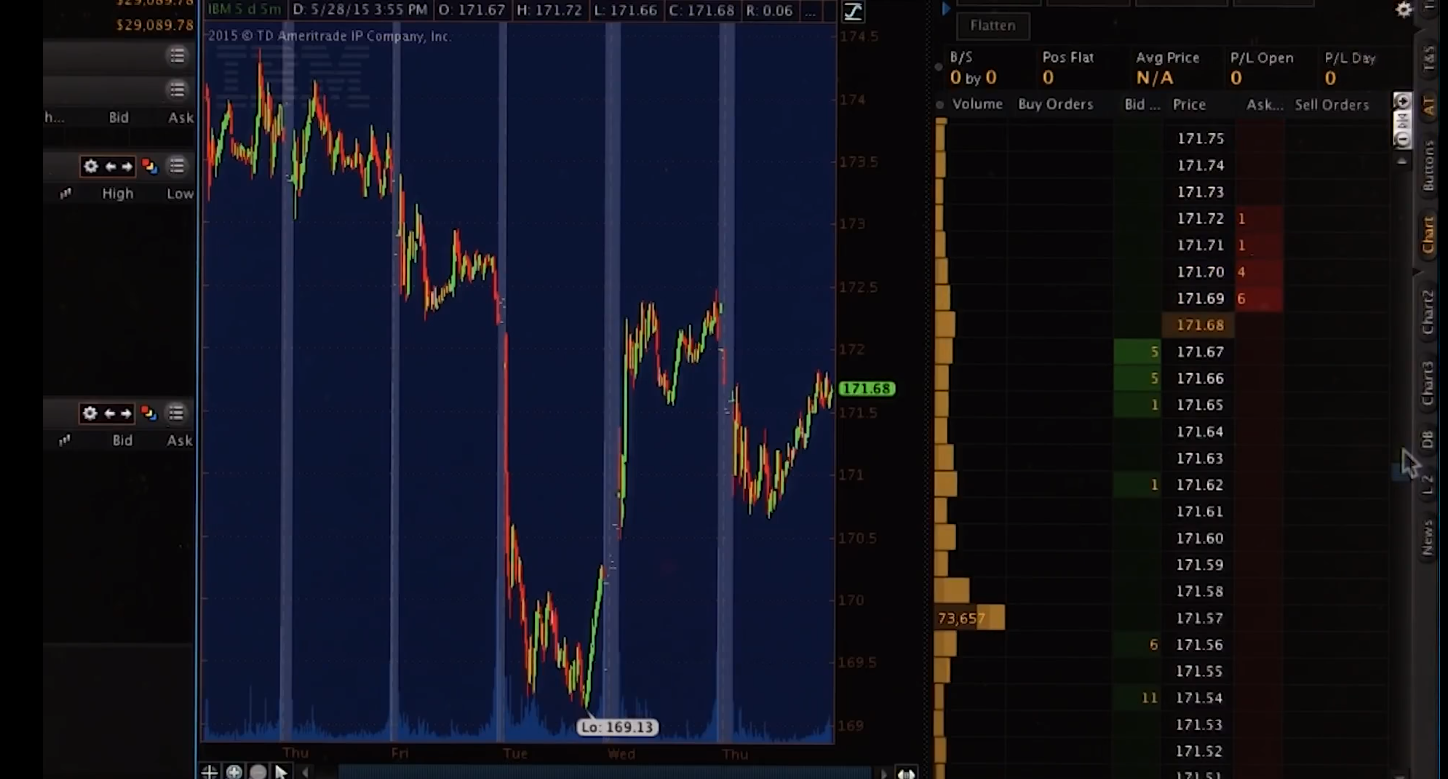 $29,089.78
$29,089.78
h... Bid Ask
High Low
Bid Ask
IBM 5 d 5m D: 5/28/15 3:55 PM O: 171.67 H: 171.72 L: 171.66 C: 171.68 R: 0.06 ...
2015 © TD Ameritrade IP Company, Inc.
IBM
174.5
174
173.5
173
172.5
172
171.68
171.5
171
170.5
170
169.5
169
Lo: 169.13
Thu Fri Tue Wed Thu
Flatten
B/S Pos Flat Avg Price P/L Open P/L Day
0 by 0 0 N/A 0 0
Volume Buy Orders Bid ... Price Ask... Sell Orders
171.75
171.74
171.73
171.72 1
171.71 1
171.70 4
171.69 6
171.68
5 171.67
5 171.66
1 171.65
171.64
171.63
1 171.62
171.61
171.60
171.59
171.58
73,657 171.57
6 171.56
171.55
11 171.54
171.53
171.52
171.51
T&S
AT
Buttons
Chart
Chart2
Chart3
DB
L 2
News